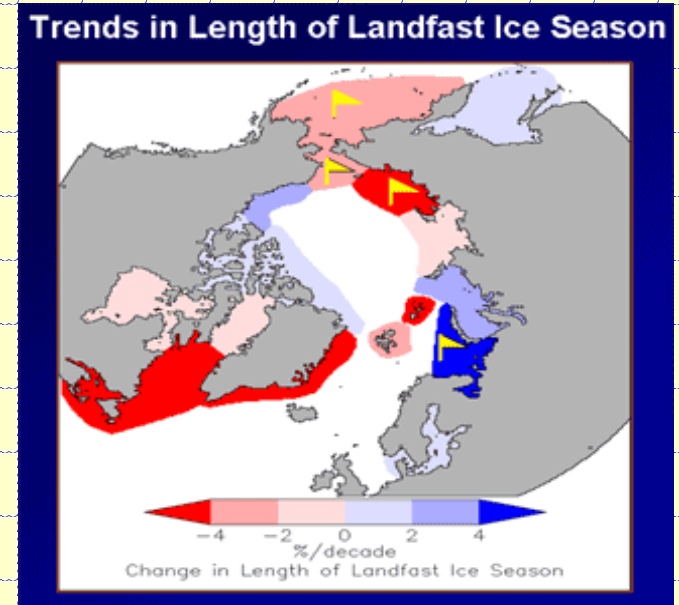 Trends in Length of Landfast Ice Season
−4 −2 0 2 4
%/decade
Change in Length of Landfast Ice Season